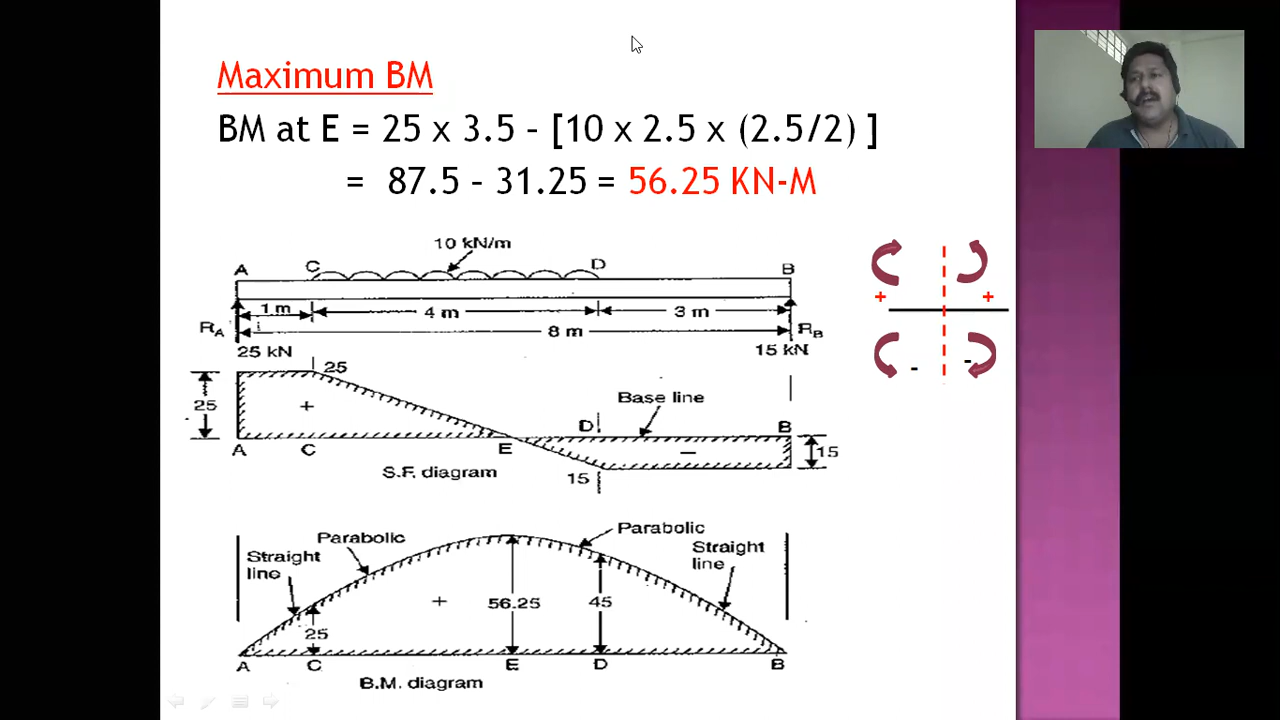 Maximum BM
BM at E = 25 x 3.5 – [10 x 2.5 x (2.5/2) ]
= 87.5 – 31.25 = 56.25 KN-M
10 kN/m
A C D B
1 m 4 m 3 m
RA 8 m RB
25 kN 15 kN
25
25 + Base line
D B
A C E – 15
S.F. diagram 15
Parabolic Parabolic
Straight line Straight line
+ 56.25 45
25
A C E D B
B.M. diagram
+ +
- -